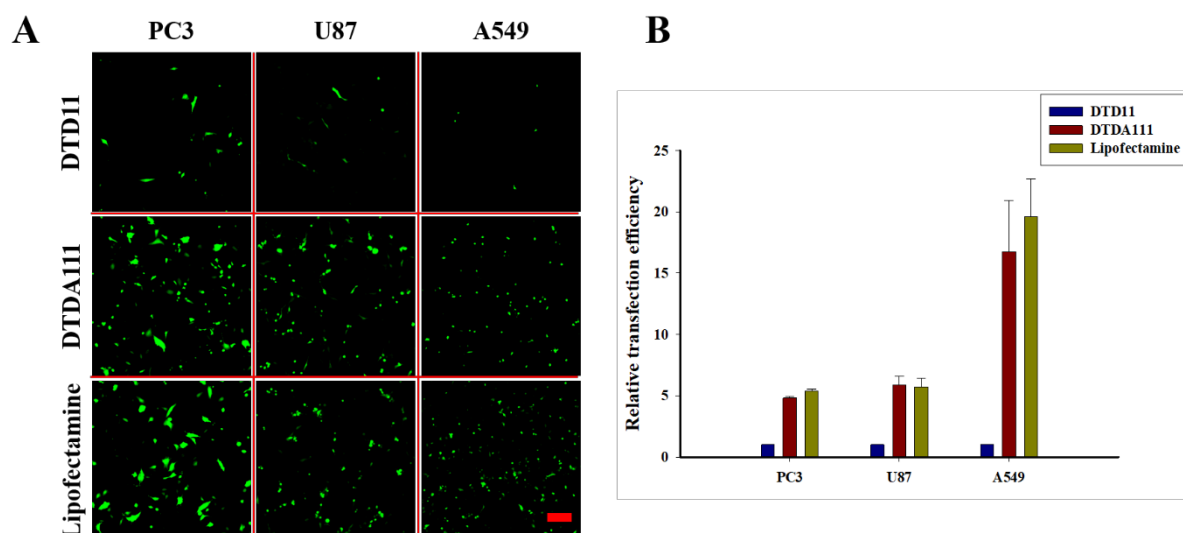 A
PC3 U87 A549
DTD11
DTDA111
Lipofectamine
B
DTD11
DTDA111
Lipofectamine
Relative transfection efficiency
25
20
15
10
5
0
PC3 U87 A549